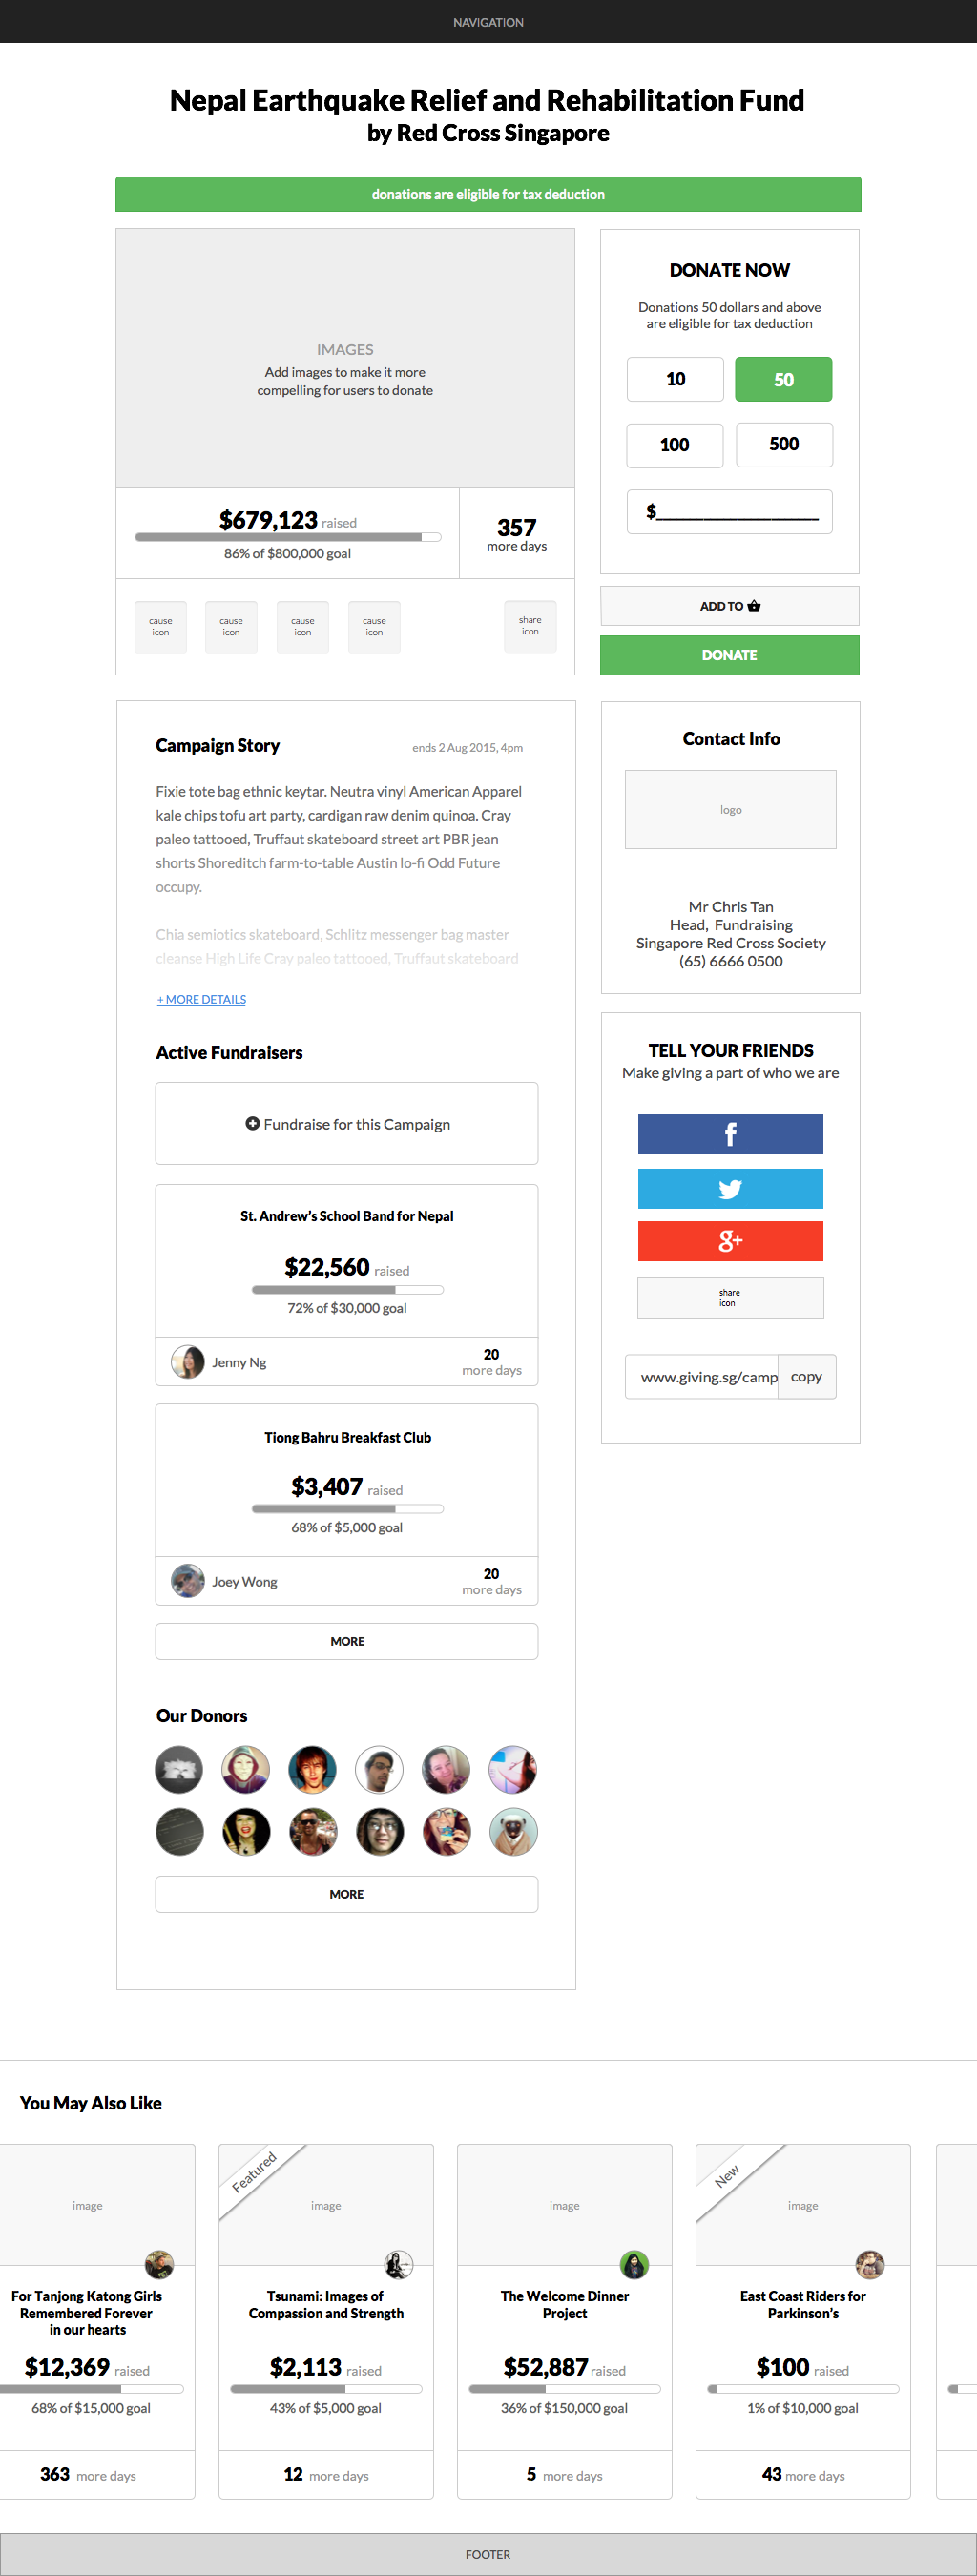 NAVIGATION
Nepal Earthquake Relief and Rehabilitation Fund
by Red Cross Singapore
donations are eligible for tax deduction
IMAGES
Add images to make it more
compelling for users to donate
$679,123 raised
86% of $800,000 goal
357
more days
cause
icon
cause
icon
cause
icon
cause
icon
share
icon
DONATE NOW
Donations 50 dollars and above
are eligible for tax deduction
10
50
100
500
$__________________
ADD TO
DONATE
Campaign Story
ends 2 Aug 2015, 4pm
Fixie tote bag ethnic keytar. Neutra vinyl American Apparel
kale chips tofu art party, cardigan raw denim quinoa. Cray
paleo tattooed, Truffaut skateboard street art PBR jean
shorts Shoreditch farm-to-table Austin lo-fi Odd Future
occupy.
Chia semiotics skateboard, Schlitz messenger bag master
cleanse High Life Cray paleo tattooed, Truffaut skateboard
+ MORE DETAILS
Active Fundraisers
Fundraise for this Campaign
St. Andrew's School Band for Nepal
$22,560 raised
72% of $30,000 goal
Jenny Ng
20
more days
Tiong Bahru Breakfast Club
$3,407 raised
68% of $5,000 goal
Joey Wong
20
more days
MORE
Our Donors
MORE
Contact Info
logo
Mr Chris Tan
Head, Fundraising
Singapore Red Cross Society
(65) 6666 0500
TELL YOUR FRIENDS
Make giving a part of who we are
f
g+
share
icon
www.giving.sg/camp
copy
You May Also Like
image
For Tanjong Katong Girls
Remembered Forever
in our hearts
$12,369 raised
68% of $15,000 goal
363 more days
Featured
image
Tsunami: Images of
Compassion and Strength
$2,113 raised
43% of $5,000 goal
12 more days
image
The Welcome Dinner
Project
$52,887 raised
36% of $150,000 goal
5 more days
New
image
East Coast Riders for
Parkinson's
$100 raised
1% of $10,000 goal
43 more days
FOOTER